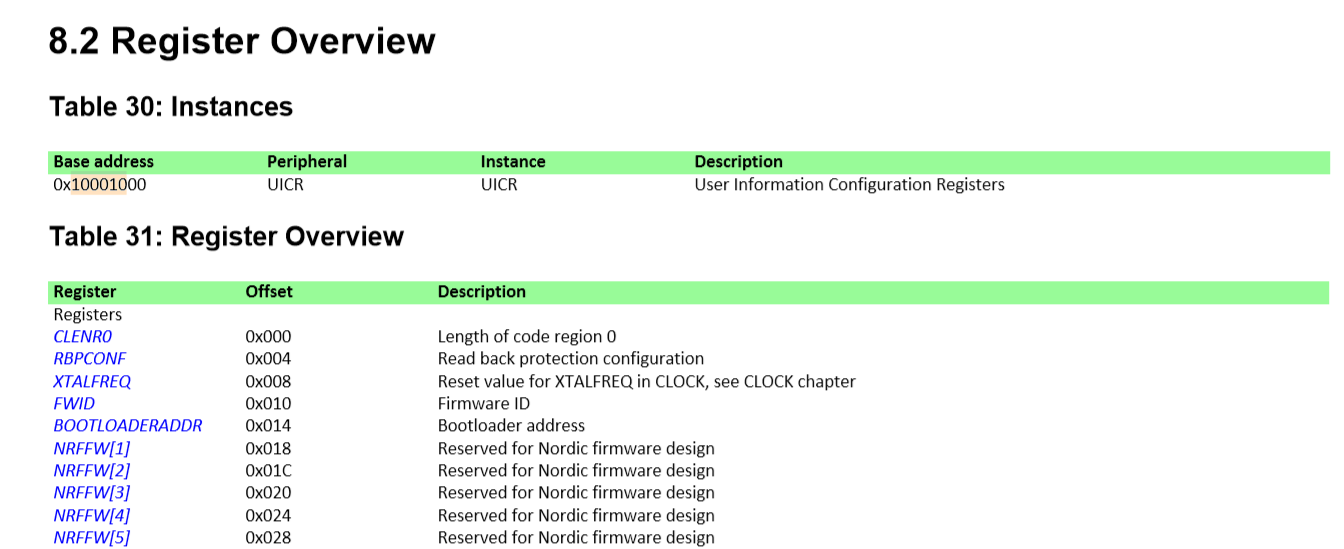 8.2 Register Overview
Table 30: Instances
Base address Peripheral Instance Description
0x10001000 UICR UICR User Information Configuration Registers
Table 31: Register Overview
Register Offset Description
Registers
CLENR0 0x000 Length of code region 0
RBPCONF 0x004 Read back protection configuration
XTALFREQ 0x008 Reset value for XTALFREQ in CLOCK, see CLOCK chapter
FWID 0x010 Firmware ID
BOOTLOADERADDR 0x014 Bootloader address
NRFFW[1] 0x018 Reserved for Nordic firmware design
NRFFW[2] 0x01C Reserved for Nordic firmware design
NRFFW[3] 0x020 Reserved for Nordic firmware design
NRFFW[4] 0x024 Reserved for Nordic firmware design
NRFFW[5] 0x028 Reserved for Nordic firmware design